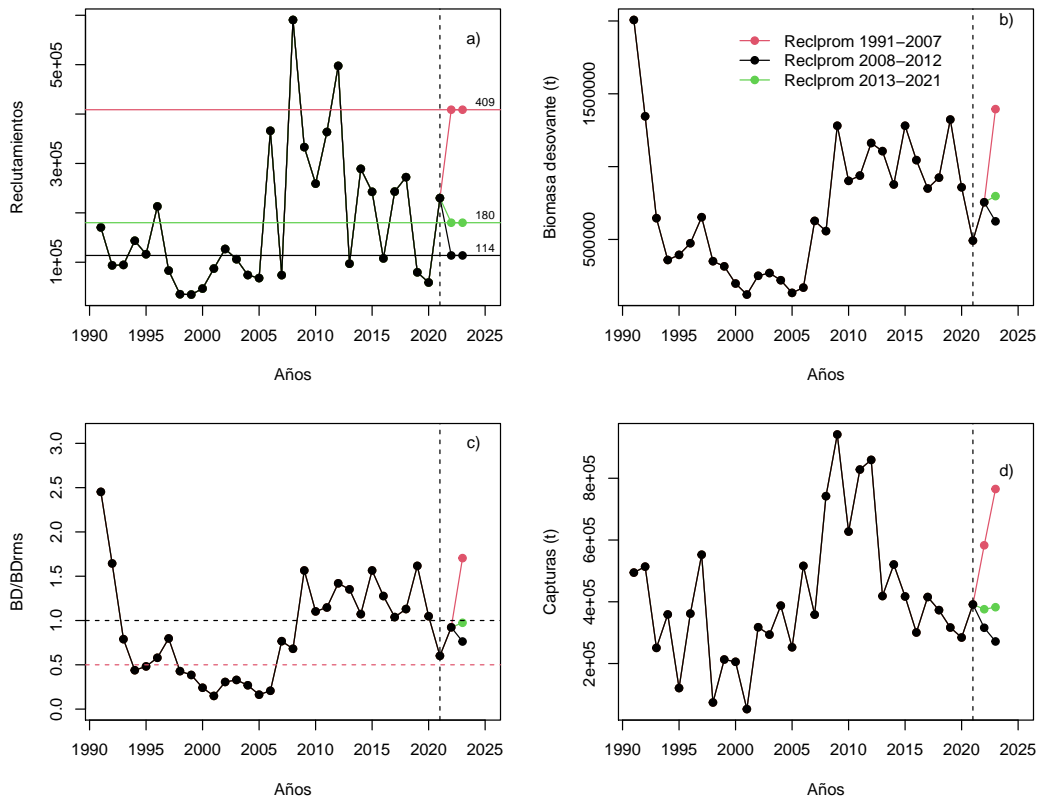 a)
Reclutamientos
1e+05
3e+05
5e+05
409
180
114
1990 1995 2000 2005 2010 2015 2020 2025
Años
b)
Reclprom 1991−2007
Reclprom 2008−2012
Reclprom 2013−2021
Biomasa desovante (t)
500000
1500000
1990 1995 2000 2005 2010 2015 2020 2025
Años
c)
BD/BDrms
0.0
0.5
1.0
1.5
2.0
2.5
3.0
1990 1995 2000 2005 2010 2015 2020 2025
Años
d)
Capturas (t)
2e+05
4e+05
6e+05
8e+05
1990 1995 2000 2005 2010 2015 2020 2025
Años